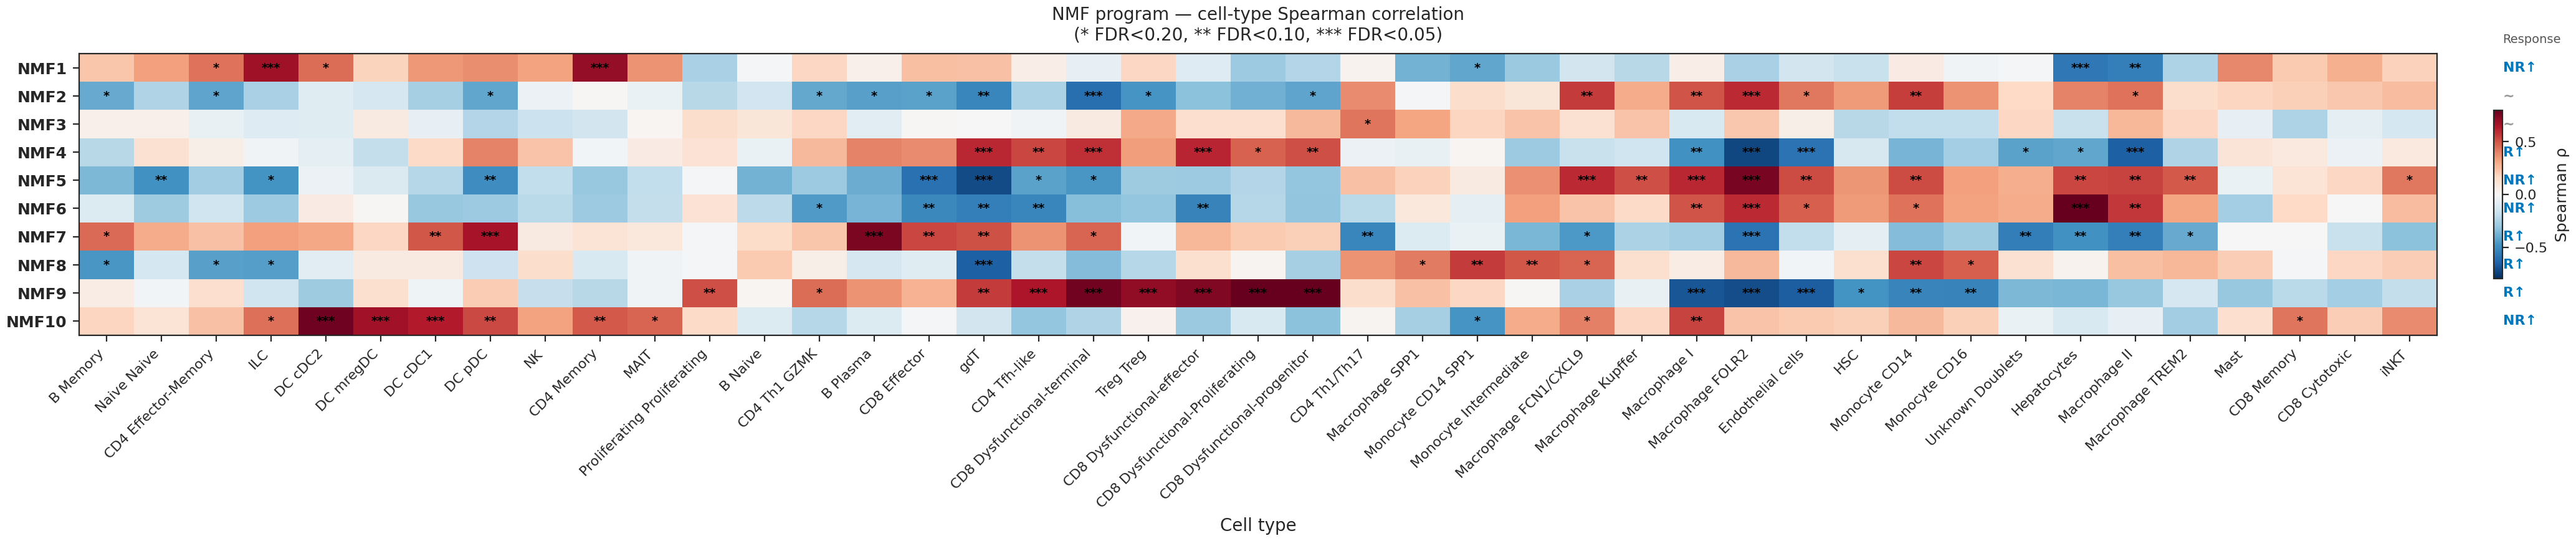 NMF program — cell-type Spearman correlation
(* FDR<0.20, ** FDR<0.10, *** FDR<0.05)
Response
NMF1 * *** * *** * *** ** NR↑
NMF2 * * * * * * ** *** * * ** ** *** * ** * ~
NMF3 * ~
NMF4 *** ** *** *** * ** ** *** *** * * *** R↑
NMF5 ** * ** *** *** * * *** ** *** *** ** ** ** ** ** * NR↑
NMF6 * ** ** ** ** ** *** * * *** ** NR↑
NMF7 * ** *** *** ** ** * ** * *** ** ** ** * R↑
NMF8 * * * *** * ** ** * ** * R↑
NMF9 ** * ** *** *** *** *** *** *** *** *** *** * ** ** R↑
NMF10 * *** *** *** ** ** * * * ** * NR↑
0.5
0.0
−0.5
Spearman ρ
B Memory
Naive Naive
CD4 Effector-Memory
ILC
DC cDC2
DC mregDC
DC cDC1
DC pDC
NK
CD4 Memory
MAIT
Proliferating Proliferating
B Naive
CD4 Th1 GZMK
B Plasma
CD8 Effector
gdT
CD4 Tfh-like
CD8 Dysfunctional-terminal
Treg Treg
CD8 Dysfunctional-effector
CD8 Dysfunctional-Proliferating
CD8 Dysfunctional-progenitor
CD4 Th1/Th17
Macrophage SPP1
Monocyte CD14 SPP1
Monocyte Intermediate
Macrophage FCN1/CXCL9
Macrophage Kupffer
Macrophage I
Macrophage FOLR2
Endothelial cells
HSC
Monocyte CD14
Monocyte CD16
Unknown Doublets
Hepatocytes
Macrophage II
Macrophage TREM2
Mast
CD8 Memory
CD8 Cytotoxic
iNKT
Cell type